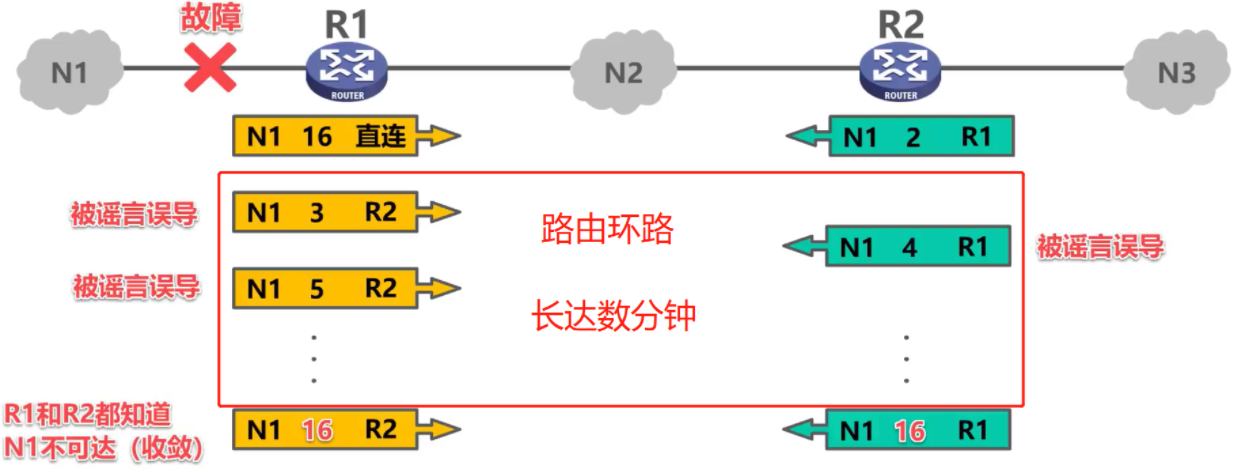 故障
R1
R2
N1
N2
N3
ROUTER
ROUTER
N1 16 直连
N1 2 R1
被谣言误导
N1 3 R2
路由环路
N1 4 R1
被谣言误导
被谣言误导
N1 5 R2
长达数分钟
R1和R2都知道
N1不可达（收敛）
N1 16 R2
N1 16 R1